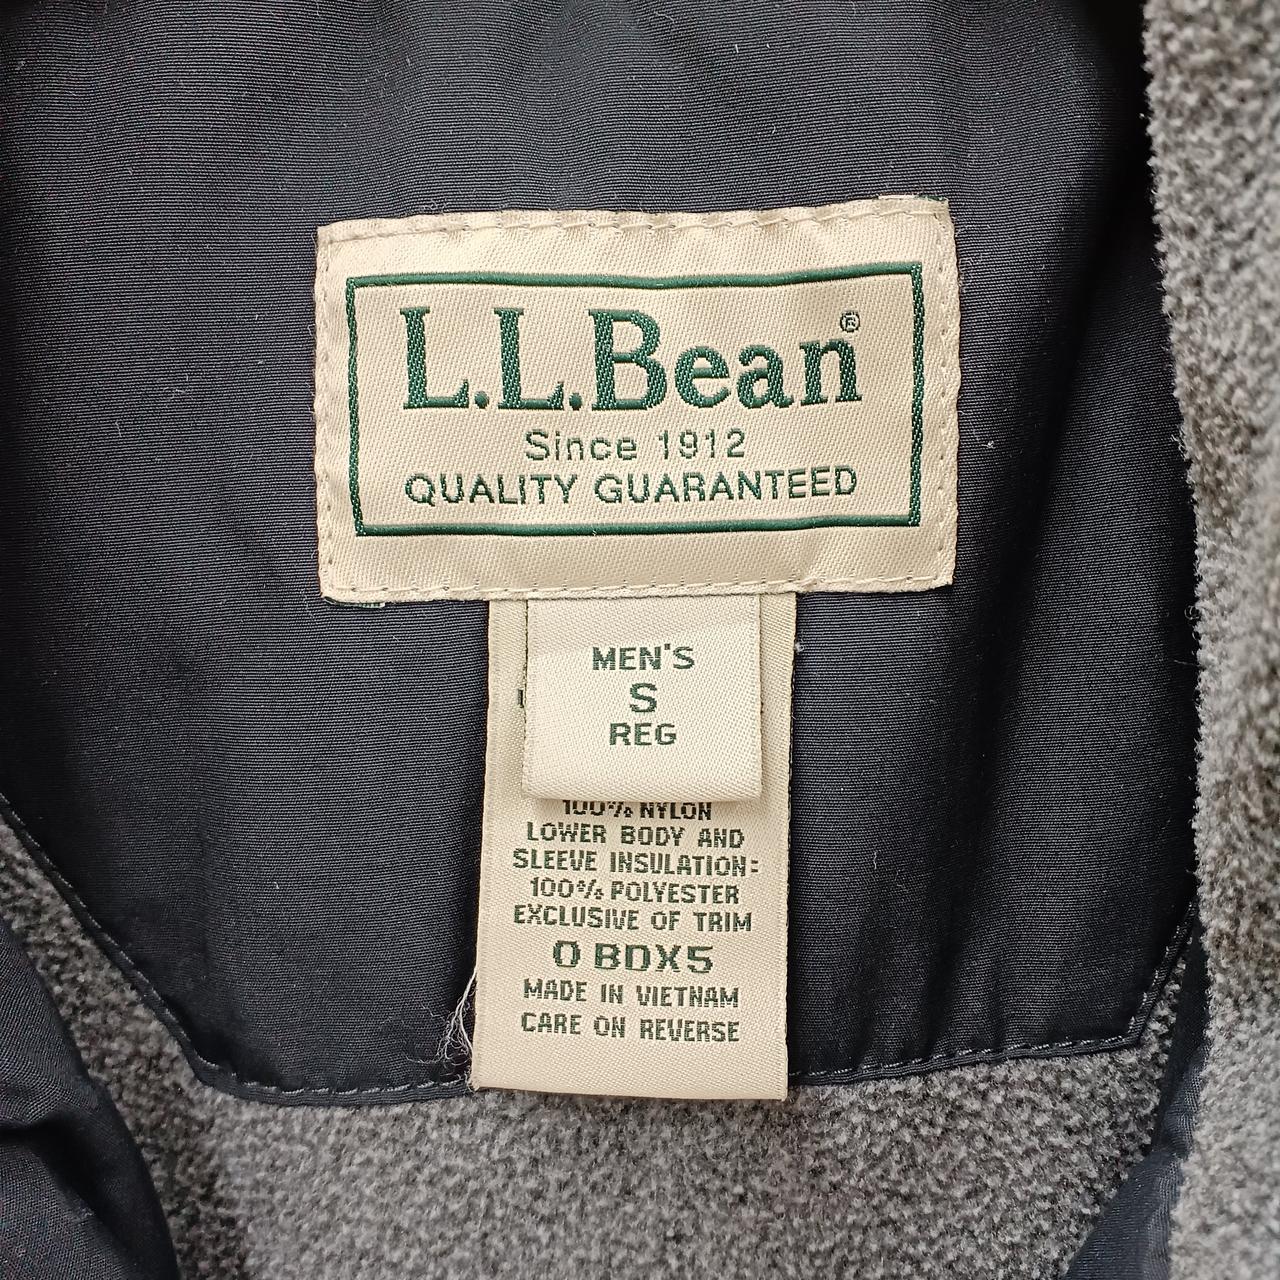 L.L.Bean®
Since 1912
QUALITY GUARANTEED
MEN'S
S
REG
100% NYLON
LOWER BODY AND
SLEEVE INSULATION:
100% POLYESTER
EXCLUSIVE OF TRIM
0 BDX5
MADE IN VIETNAM
CARE ON REVERSE